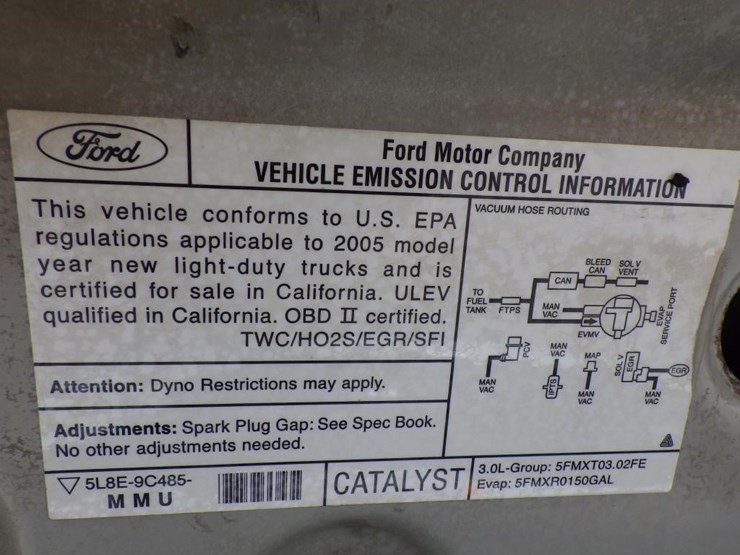 Ford
Ford Motor Company
VEHICLE EMISSION CONTROL INFORMATION
This vehicle conforms to U.S. EPA
regulations applicable to 2005 model
year new light-duty trucks and is
certified for sale in California. ULEV
qualified in California. OBD II certified.
TWC/HO2S/EGR/SFI
Attention: Dyno Restrictions may apply.
Adjustments: Spark Plug Gap: See Spec Book.
No other adjustments needed.
5L8E-9C485-
M M U
CATALYST
VACUUM HOSE ROUTING
BLEED
CAN
SOL V
VENT
CAN
TO
FUEL
TANK
FTPS
MAN
VAC
EVMV
EVAP
SERVICE PORT
PCV
MAN
VAC
MAN
VAC
MAP
MAN
VAC
SOL V
EGR
EGR
MAN
VAC
3.0L-Group: 5FMXT03.02FE
Evap: 5FMXR0150GAL